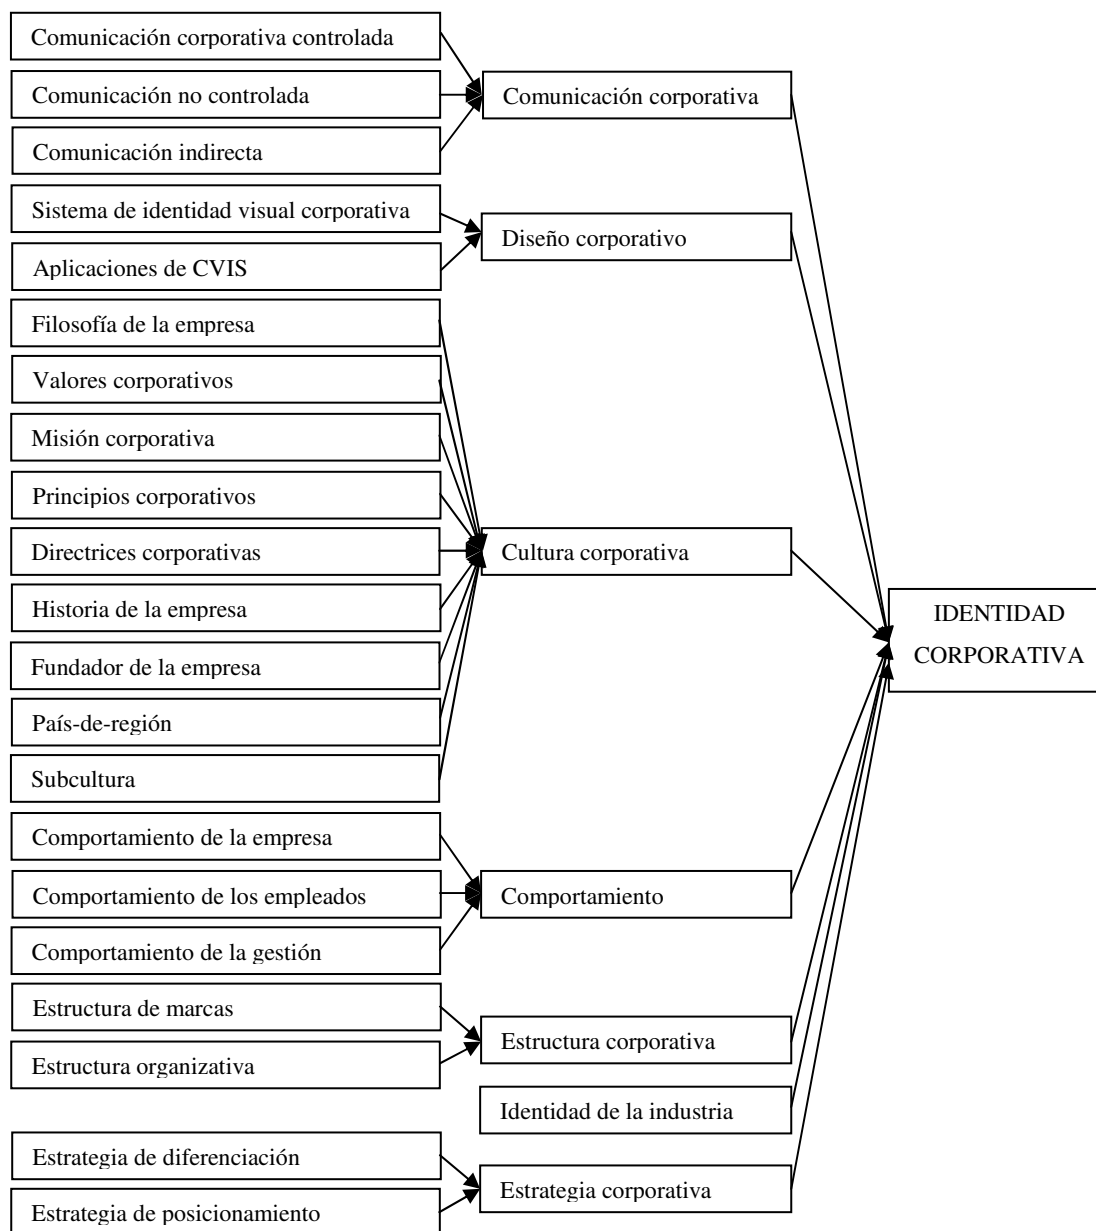 Comunicación corporativa controlada
Comunicación no controlada
Comunicación indirecta
Sistema de identidad visual corporativa
Aplicaciones de CVIS
Filosofía de la empresa
Valores corporativos
Misión corporativa
Principios corporativos
Directrices corporativas
Historia de la empresa
Fundador de la empresa
País-de-región
Subcultura
Comportamiento de la empresa
Comportamiento de los empleados
Comportamiento de la gestión
Estructura de marcas
Estructura organizativa
Estrategia de diferenciación
Estrategia de posicionamiento
Comunicación corporativa
Diseño corporativo
Cultura corporativa
Comportamiento
Estructura corporativa
Identidad de la industria
Estrategia corporativa
IDENTIDAD
CORPORATIVA